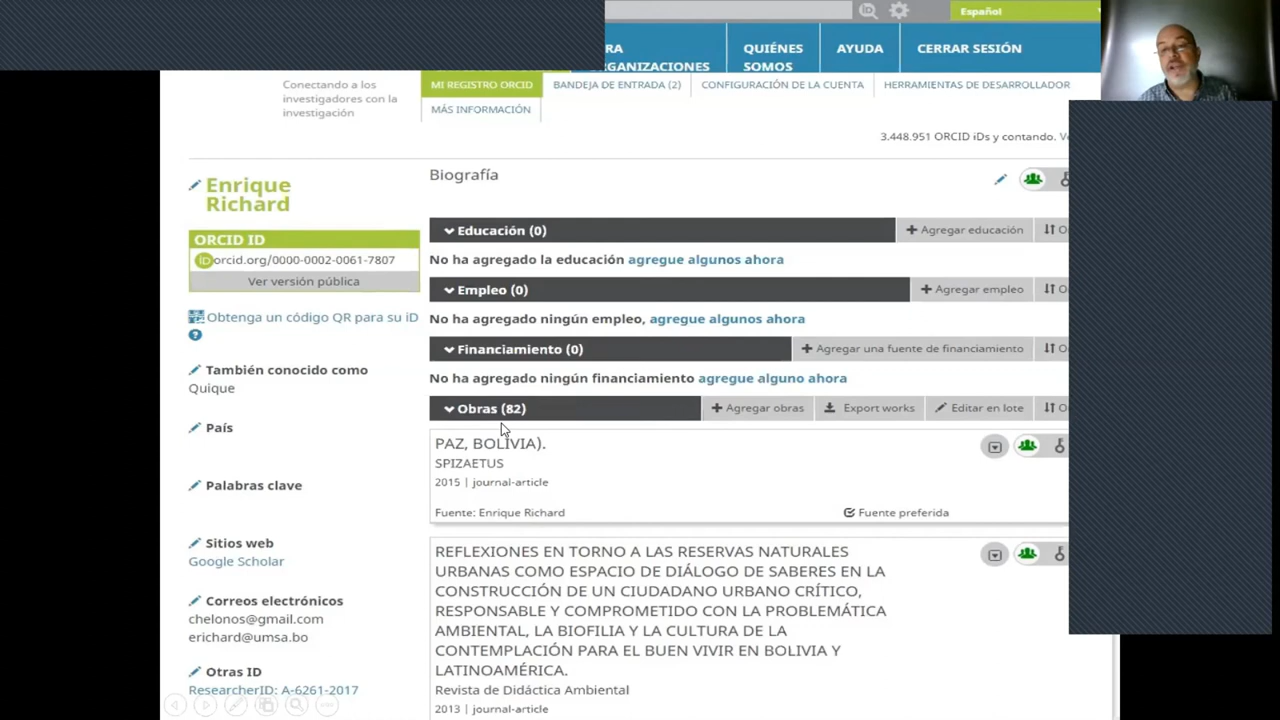 Español
RA
GANIZACIONES
QUIÉNES
SOMOS
AYUDA
CERRAR SESIÓN
Conectando a los
investigadores con la
investigación
MI REGISTRO ORCID
BANDEJA DE ENTRADA (2)
CONFIGURACIÓN DE LA CUENTA
HERRAMIENTAS DE DESARROLLADOR
MÁS INFORMACIÓN
3.448.951 ORCID iDs y contando.
Enrique
Richard
ORCID ID
iD orcid.org/0000-0002-0061-7807
Ver versión pública
Obtenga un código QR para su iD
También conocido como
Quique
País
Palabras clave
Sitios web
Google Scholar
Correos electrónicos
chelonos@gmail.com
erichard@umsa.bo
Otras ID
ResearcherID: A-6261-2017
Biografía
Educación (0)
Agregar educación
No ha agregado la educación agregue algunos ahora
Empleo (0)
Agregar empleo
No ha agregado ningún empleo, agregue algunos ahora
Financiamiento (0)
Agregar una fuente de financiamiento
No ha agregado ningún financiamiento agregue alguno ahora
Obras (82)
Agregar obras
Export works
Editar en lote
PAZ, BOLIVIA).
SPIZAETUS
2015 | journal-article
Fuente: Enrique Richard
Fuente preferida
REFLEXIONES EN TORNO A LAS RESERVAS NATURALES
URBANAS COMO ESPACIO DE DIÁLOGO DE SABERES EN LA
CONSTRUCCIÓN DE UN CIUDADANO URBANO CRÍTICO,
RESPONSABLE Y COMPROMETIDO CON LA PROBLEMÁTICA
AMBIENTAL, LA BIOFILIA Y LA CULTURA DE LA
CONTEMPLACIÓN PARA EL BUEN VIVIR EN BOLIVIA Y
LATINOAMÉRICA.
Revista de Didáctica Ambiental
2013 | journal-article